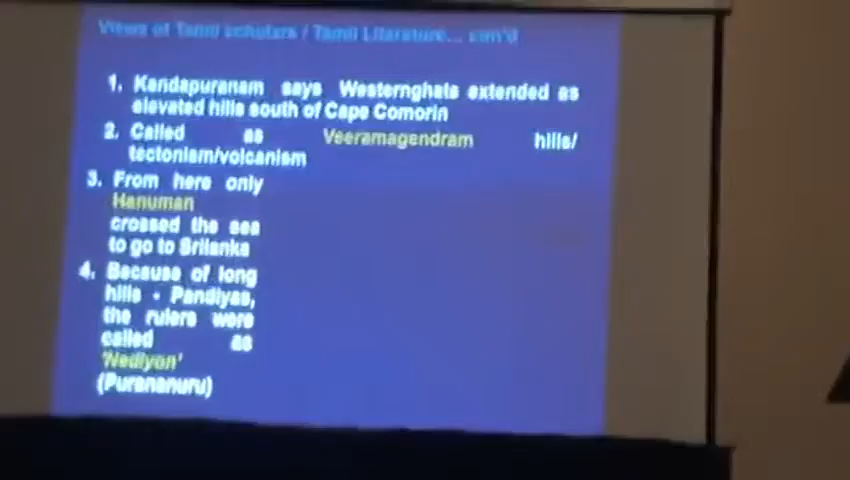 Views of Tamil scholars / Tamil Literature... con'd
1. Kandapuranam says Westernghats extended as
elevated hills south of Cape Comorin
2. Called as Veeramagendram hills/
tectonism/volcanism
3. From here only
Hanuman
crossed the sea
to go to Srilanka
4. Because of long
hills - Pandiyas,
the rulers were
called as
'Nediyon'
(Purananuru)